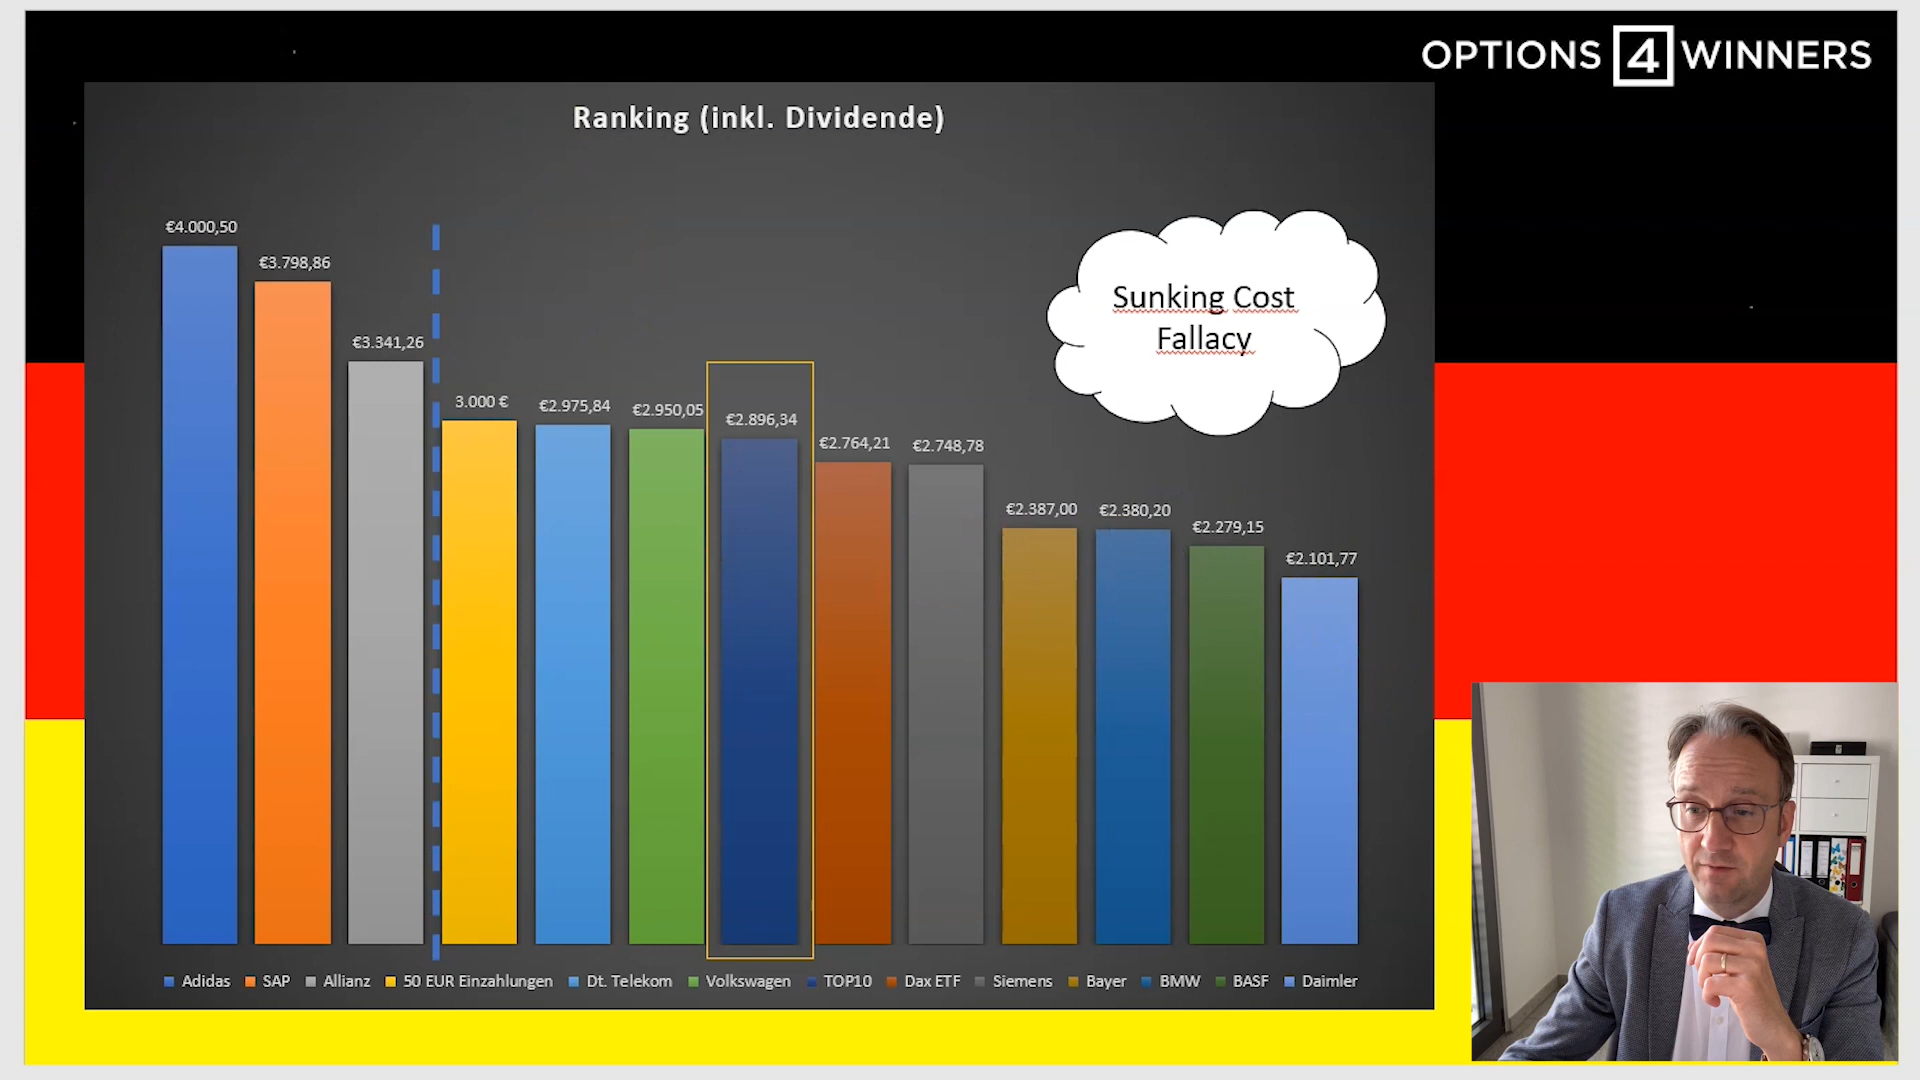 OPTIONS 4 WINNERS
Ranking (inkl. Dividende)
€4.000,50
€3.798,86
€3.341,26
3.000 €
€2.975,84
€2.950,05
€2.896,34
€2.764,21
€2.748,78
€2.387,00
€2.380,20
€2.279,15
€2.101,77
Sunking Cost
Fallacy
Adidas SAP Allianz 50 EUR Einzahlungen Dt. Telekom Volkswagen TOP10 Dax ETF Siemens Bayer BMW BASF Daimler